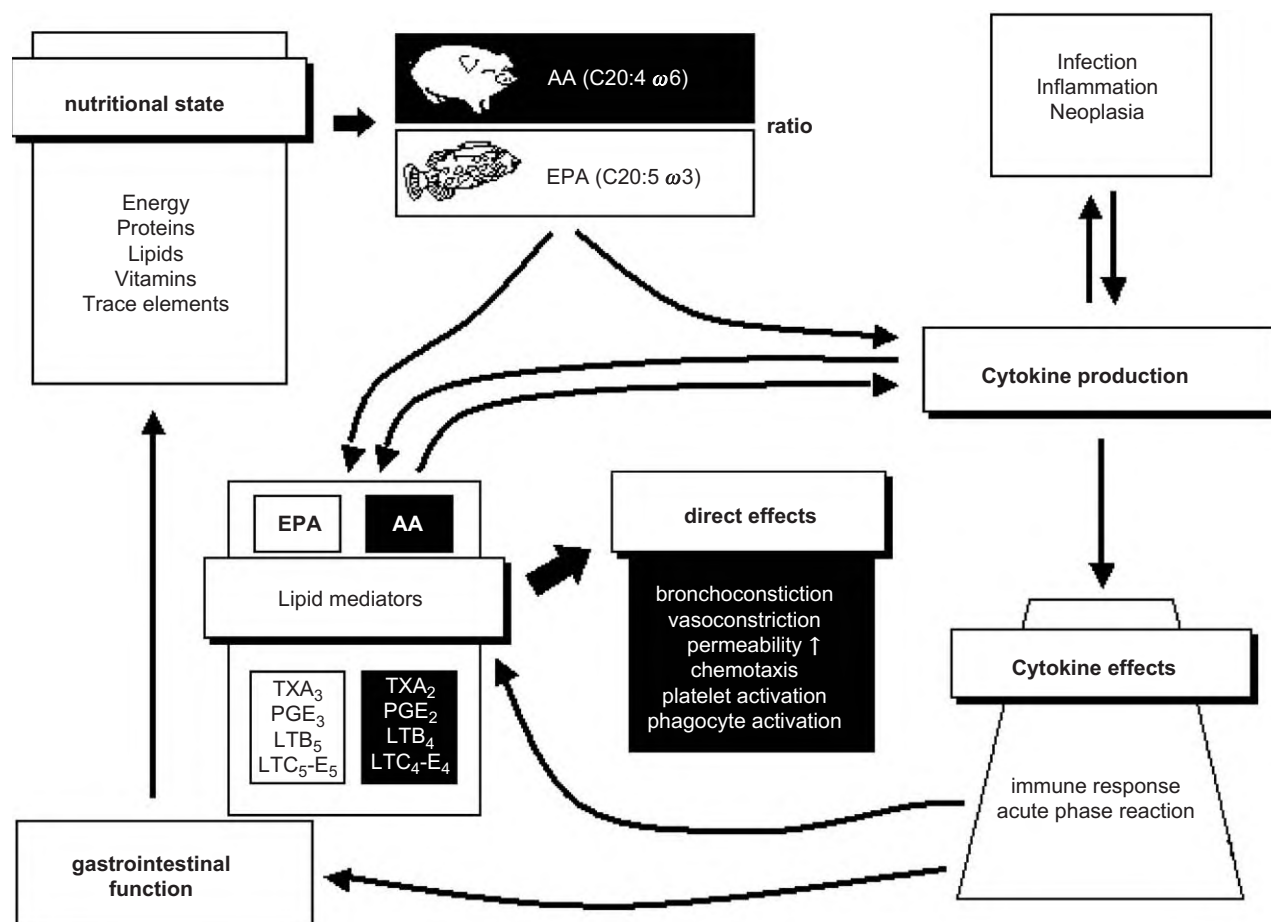 nutritional state
Energy
Proteins
Lipids
Vitamins
Trace elements
AA (C20:4 ω6)
EPA (C20:5 ω3)
ratio
Infection
Inflammation
Neoplasia
Cytokine production
EPA
AA
Lipid mediators
TXA₃
PGE₃
LTB₅
LTC₅-E₅
TXA₂
PGE₂
LTB₄
LTC₄-E₄
direct effects
bronchoconstiction
vasoconstriction
permeability ↑
chemotaxis
platelet activation
phagocyte activation
Cytokine effects
immune response
acute phase reaction
gastrointestinal
function